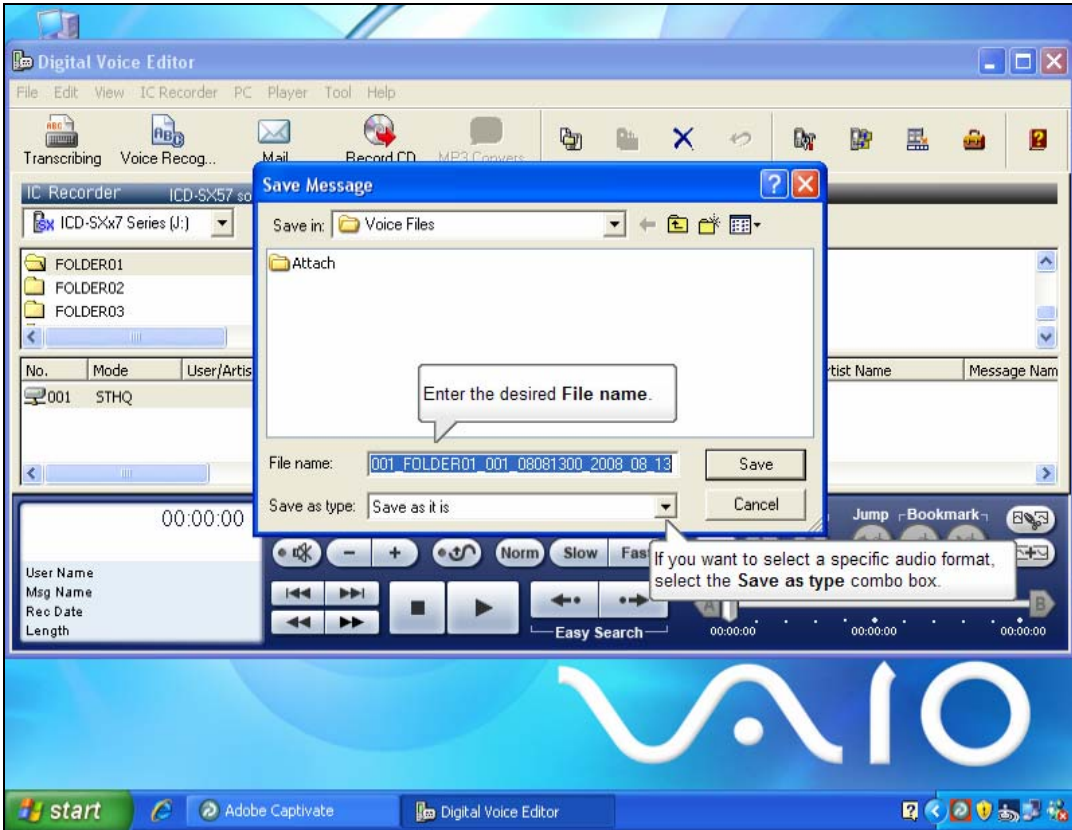 Digital Voice Editor
File Edit View IC Recorder PC Player Tool Help
Transcribing Voice Recog... Mail Record CD MP3 Convers
IC Recorder ICD-SX57 so
ICD-SXx7 Series (J:)
FOLDER01
FOLDER02
FOLDER03
No. Mode User/Artis
001 STHQ
rtist Name Message Nam
Save Message
Save in: Voice Files
Attach
Enter the desired File name.
File name: 001_FOLDER01_001_08081300_2008_08_13
Save
Save as type: Save as it is
Cancel
If you want to select a specific audio format,
select the Save as type combo box.
00:00:00
User Name
Msg Name
Rec Date
Length
Norm Slow Fas
Jump Bookmark
Easy Search
A B
00:00:00 00:00:00 00:00:00
VAIO
start Adobe Captivate Digital Voice Editor